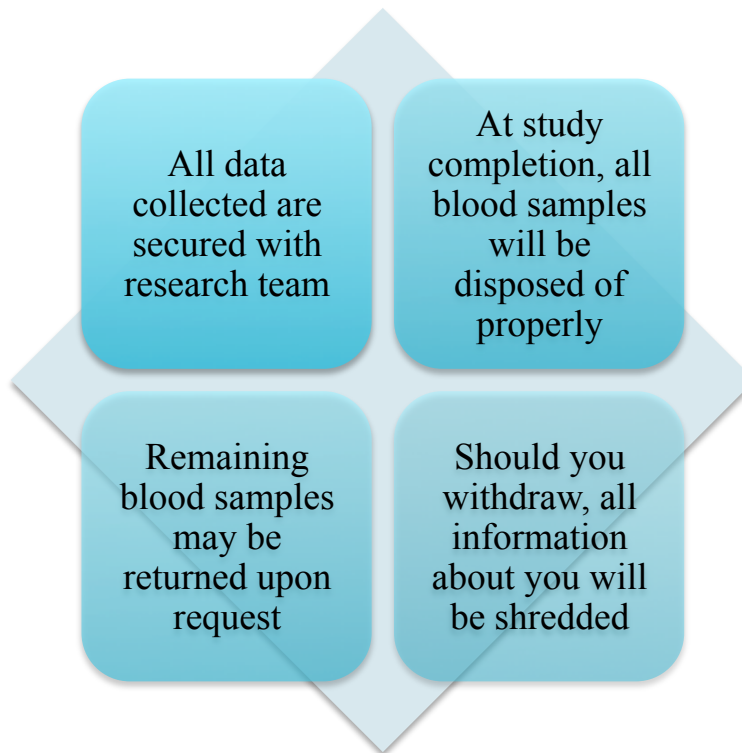 All data
collected are
secured with
research team
At study
completion, all
blood samples
will be
disposed of
properly
Remaining
blood samples
may be
returned upon
request
Should you
withdraw, all
information
about you will
be shredded